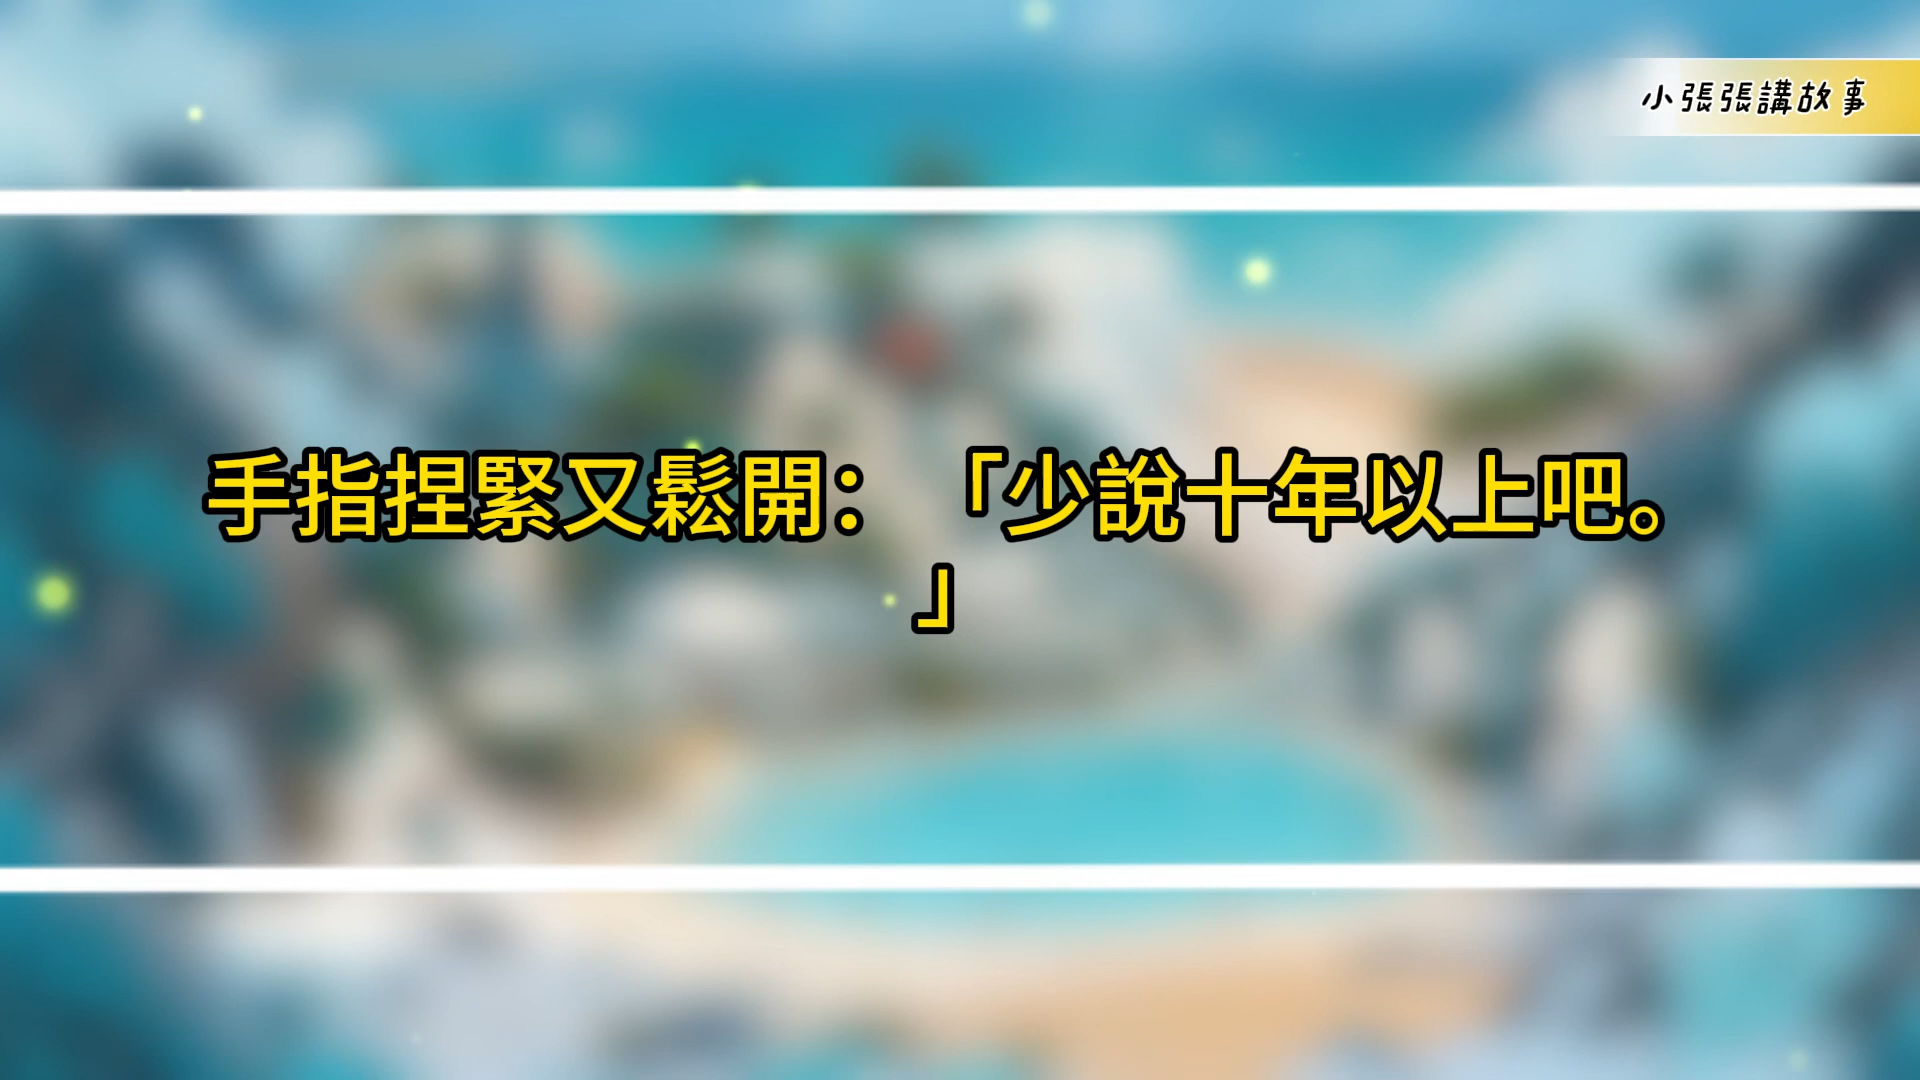 小張張講故事
手指捏緊又鬆開：「少說十年以上吧。
」